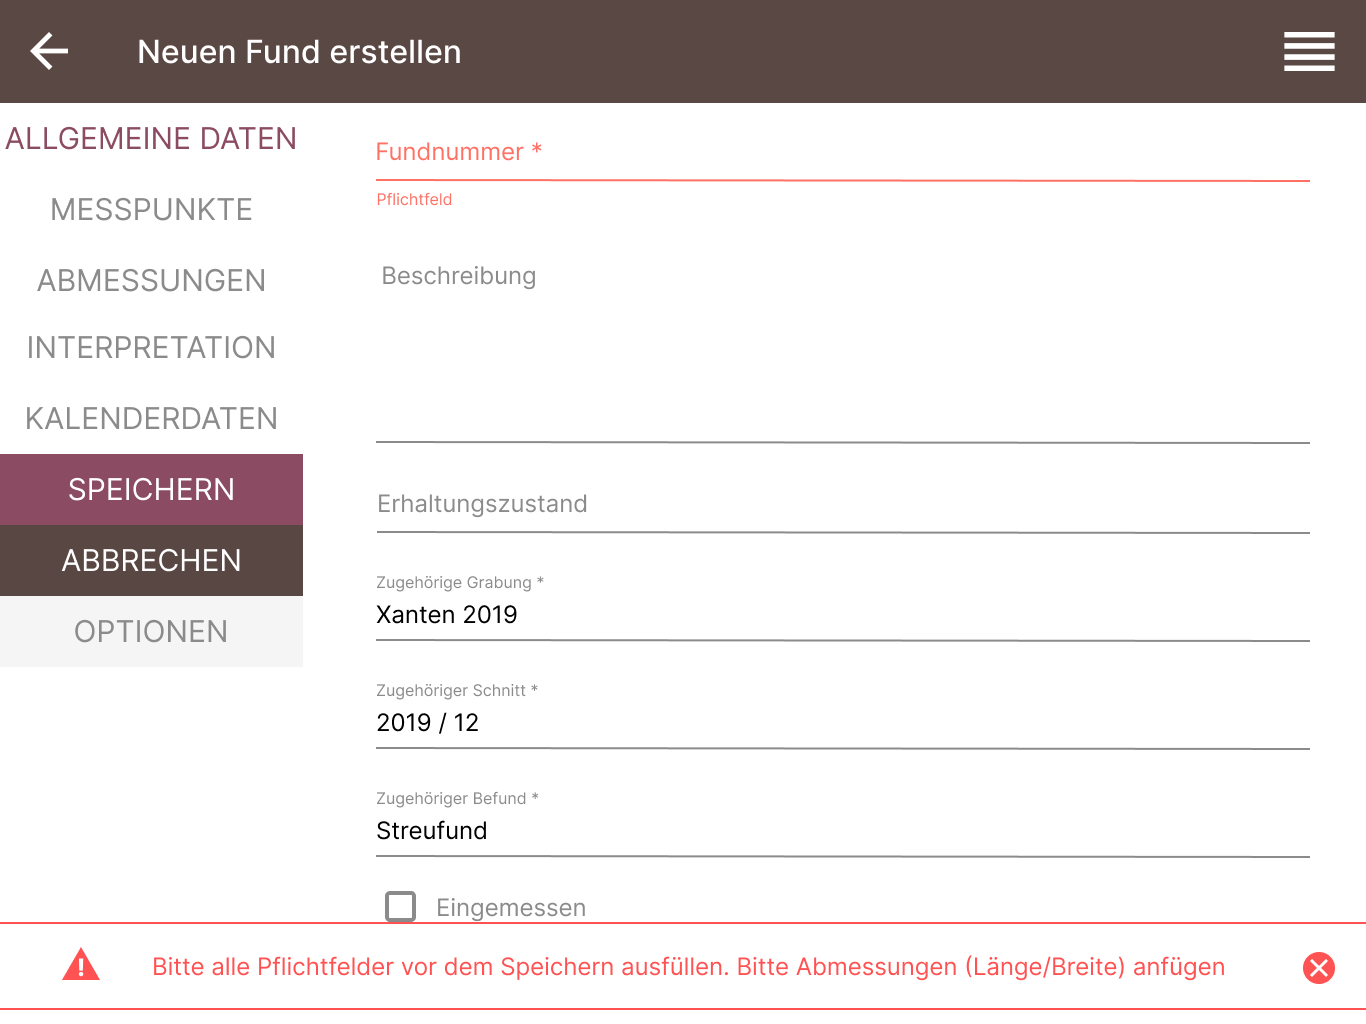 Neuen Fund erstellen
ALLGEMEINE DATEN
MESSPUNKTE
ABMESSUNGEN
INTERPRETATION
KALENDERDATEN
SPEICHERN
ABBRECHEN
OPTIONEN
Fundnummer *
Pflichtfeld
Beschreibung
Erhaltungszustand
Zugehörige Grabung *
Xanten 2019
Zugehöriger Schnitt *
2019 / 12
Zugehöriger Befund *
Streufund
Eingemessen
Bitte alle Pflichtfelder vor dem Speichern ausfüllen. Bitte Abmessungen (Länge/Breite) anfügen